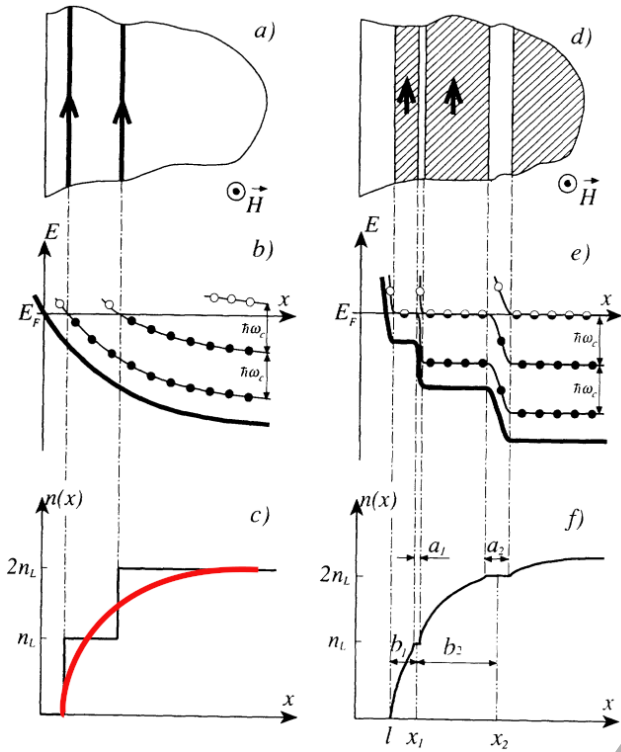 a)
H
d)
H
E
b)
x
E_F
ħω_c
ħω_c
E
e)
x
E_F
ħω_c
ħω_c
n(x)
c)
2n_L
n_L
x
n(x)
f)
a_1
a_2
2n_L
n_L
b_1
b_2
l
x_1
x_2
x